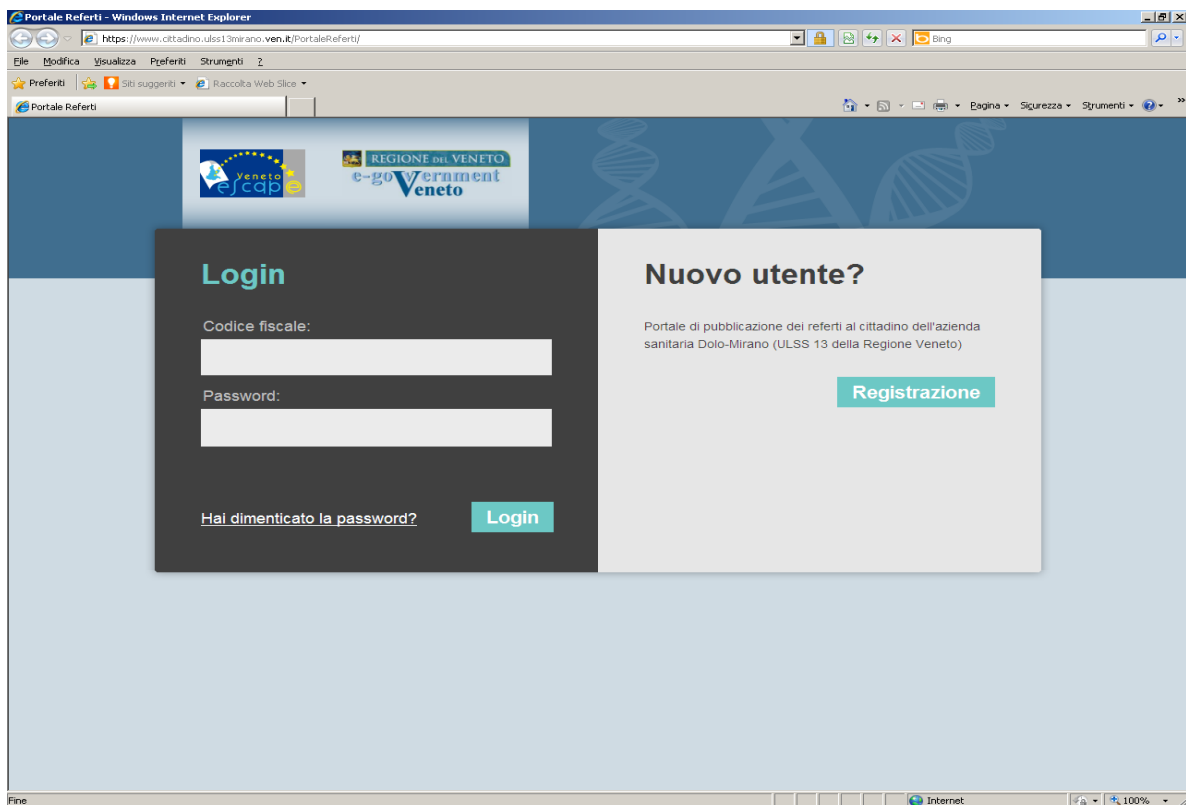 Portale Referti - Windows Internet Explorer
https://www.cittadino.ulss13mirano.ven.it/PortaleReferti/
Bing
File Modifica Visualizza Preferiti Strumenti ?
Preferiti Siti suggeriti Raccolta Web Slice
Portale Referti
Pagina Sicurezza Strumenti
Veneto
escape
REGIONE DEL VENETO
e-government
Veneto
Login
Codice fiscale:
Password:
Hai dimenticato la password?
Login
Nuovo utente?
Portale di pubblicazione dei referti al cittadino dell'azienda
sanitaria Dolo-Mirano (ULSS 13 della Regione Veneto)
Registrazione
Fine
Internet
100%